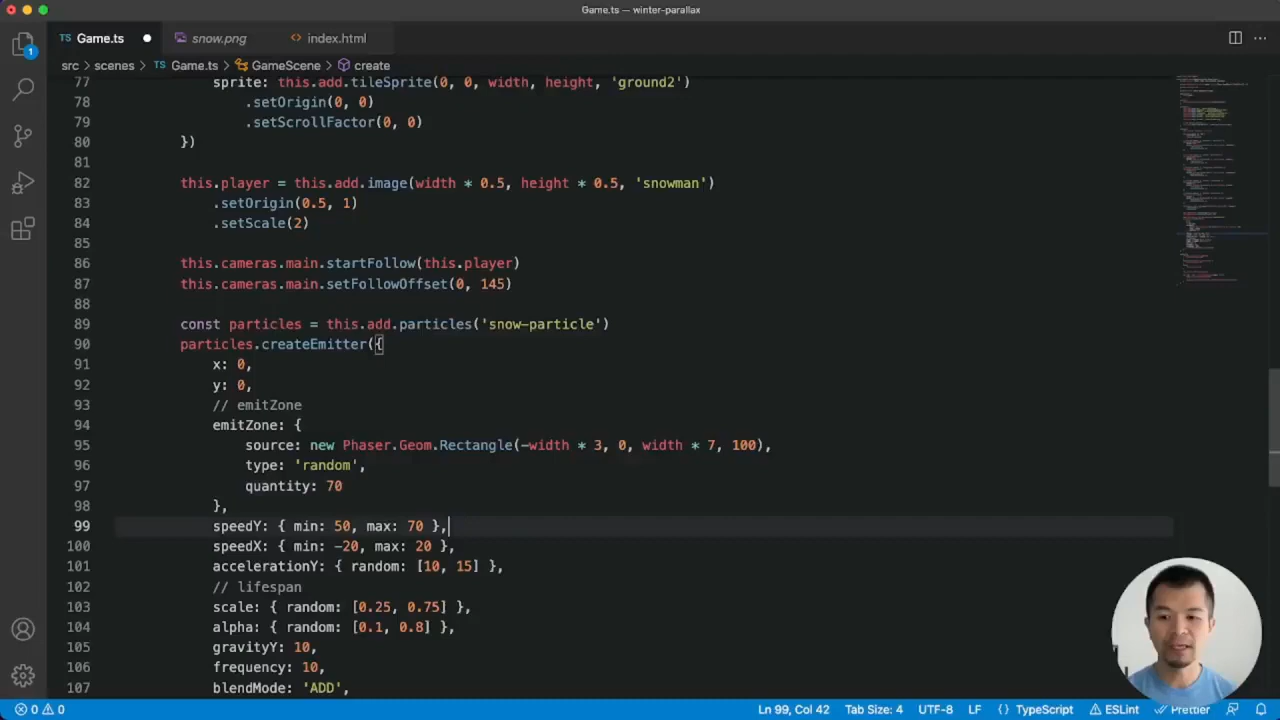 Game.ts — winter-parallax
TS Game.ts ● snow.png <> index.html
src > scenes > TS Game.ts > GameScene > create
77 sprite: this.add.tileSprite(0, 0, width, height, 'ground2')
78 .setOrigin(0, 0)
79 .setScrollFactor(0, 0)
80 })
81
82 this.player = this.add.image(width * 0.5, height * 0.5, 'snowman')
83 .setOrigin(0.5, 1)
84 .setScale(2)
85
86 this.cameras.main.startFollow(this.player)
87 this.cameras.main.setFollowOffset(0, 145)
88
89 const particles = this.add.particles('snow-particle')
90 particles.createEmitter({
91 x: 0,
92 y: 0,
93 // emitZone
94 emitZone: {
95 source: new Phaser.Geom.Rectangle(-width * 3, 0, width * 7, 100),
96 type: 'random',
97 quantity: 70
98 },
99 speedY: { min: 50, max: 70 },
100 speedX: { min: -20, max: 20 },
101 accelerationY: { random: [10, 15] },
102 // lifespan
103 scale: { random: [0.25, 0.75] },
104 alpha: { random: [0.1, 0.8] },
105 gravityY: 10,
106 frequency: 10,
107 blendMode: 'ADD',
1
0 0 Ln 99, Col 42 Tab Size: 4 UTF-8 LF {} TypeScript ESLint Prettier